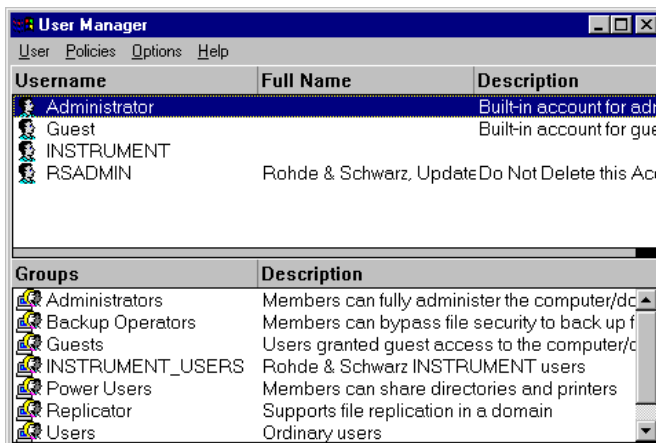 User Manager
User Policies Options Help
Username Full Name Description
Administrator Built-in account for adr
Guest Built-in account for gue
INSTRUMENT
RSADMIN Rohde & Schwarz, Update Do Not Delete this Acc
Groups Description
Administrators Members can fully administer the computer/dc
Backup Operators Members can bypass file security to back up f
Guests Users granted guest access to the computer/c
INSTRUMENT_USERS Rohde & Schwarz INSTRUMENT users
Power Users Members can share directories and printers
Replicator Supports file replication in a domain
Users Ordinary users